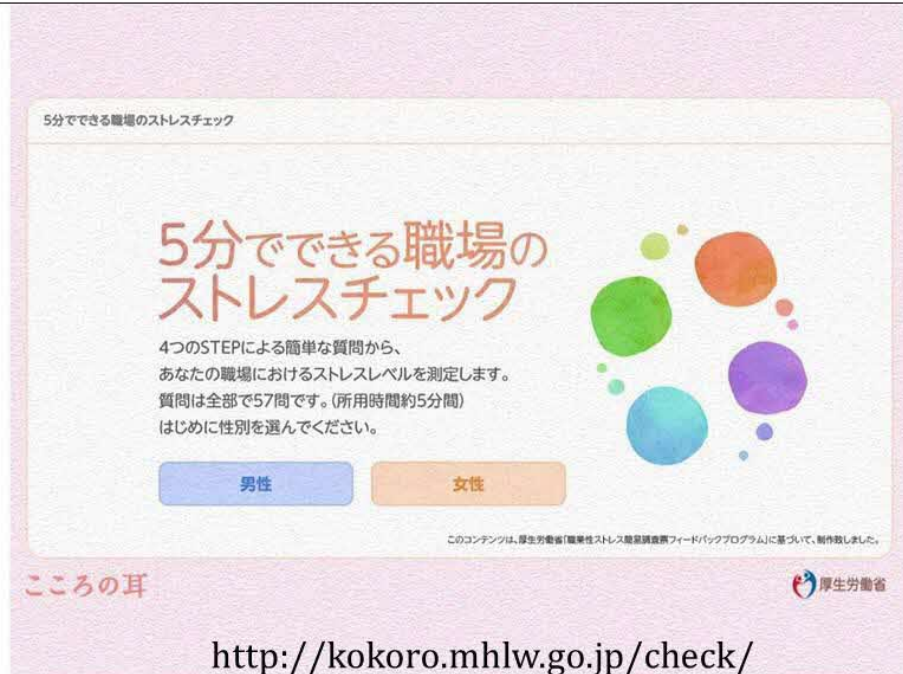 5分でできる職場のストレスチェック
5分でできる職場の
ストレスチェック
4つのSTEPによる簡単な質問から、
あなたの職場におけるストレスレベルを測定します。
質問は全部で57問です。(所用時間約5分間)
はじめに性別を選んでください。
男性
女性
このコンテンツは、厚生労働省「職業性ストレス簡易調査票フィードバックプログラム」に基づいて、制作致しました。
こころの耳
厚生労働省
http://kokoro.mhlw.go.jp/check/